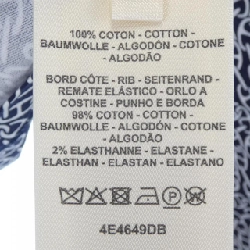 100% COTON - COTTON -
BAUMWOLLE - ALGODÓN - COTONE
- ALGODÃO
BORD CÔTE - RIB - SEITENRAND -
REMATE ELÁSTICO - ORLO A
COSTINE - PUNHO E BORDA
98% COTON - COTTON -
BAUMWOLLE - ALGODÓN - COTONE
- ALGODÃO
2% ELASTHANNE - ELASTANE -
ELASTHAN - ELASTAN - ELASTANO
4E4649DB